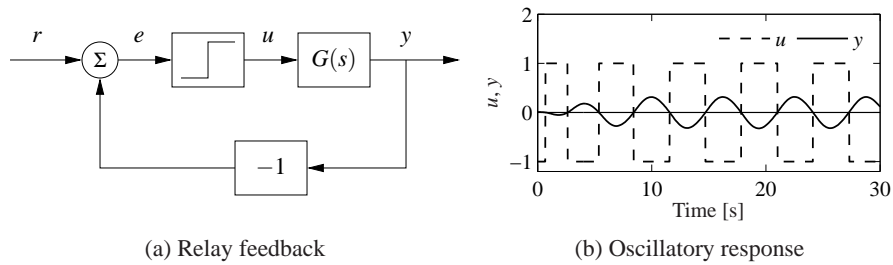 r
Σ
e
u
G(s)
y
−1
(a) Relay feedback
2
1
0
−1
u, y
u
y
0
10
20
30
Time [s]
(b) Oscillatory response